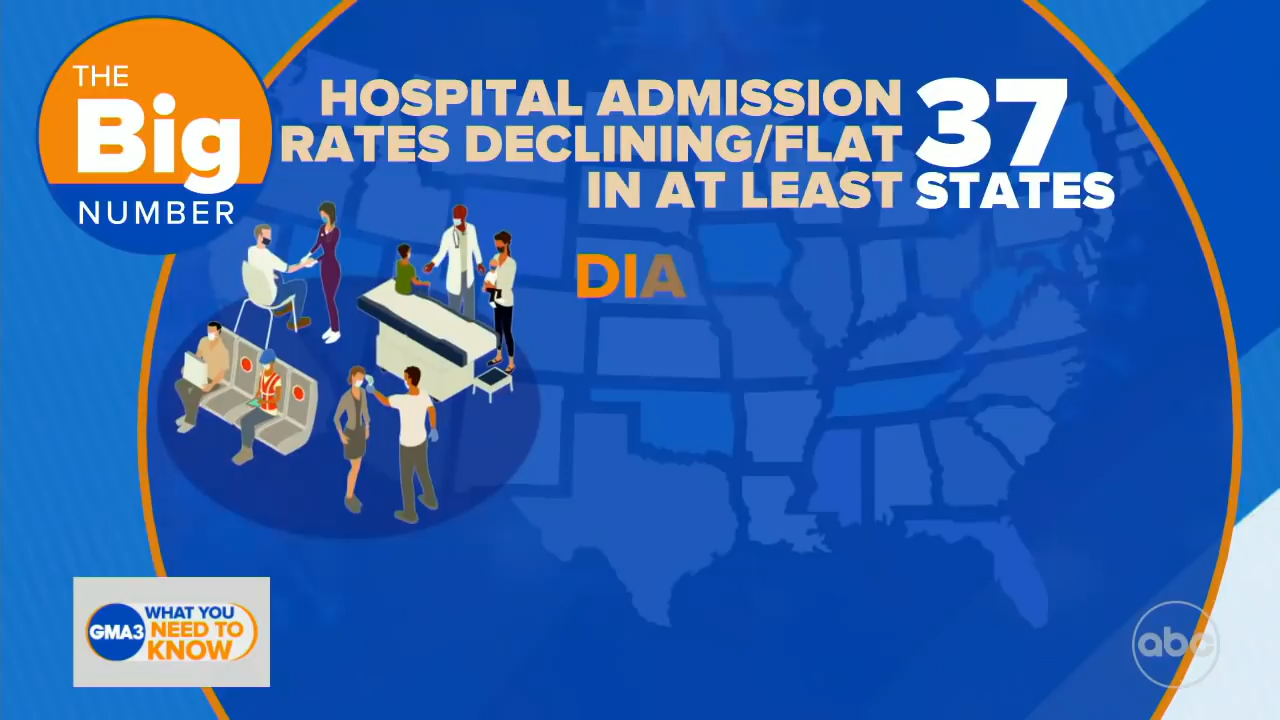 THE
Big
NUMBER
HOSPITAL ADMISSION
RATES DECLINING/FLAT
IN AT LEAST
37
STATES
DIA
GMA3
WHAT YOU
NEED TO
KNOW
abc